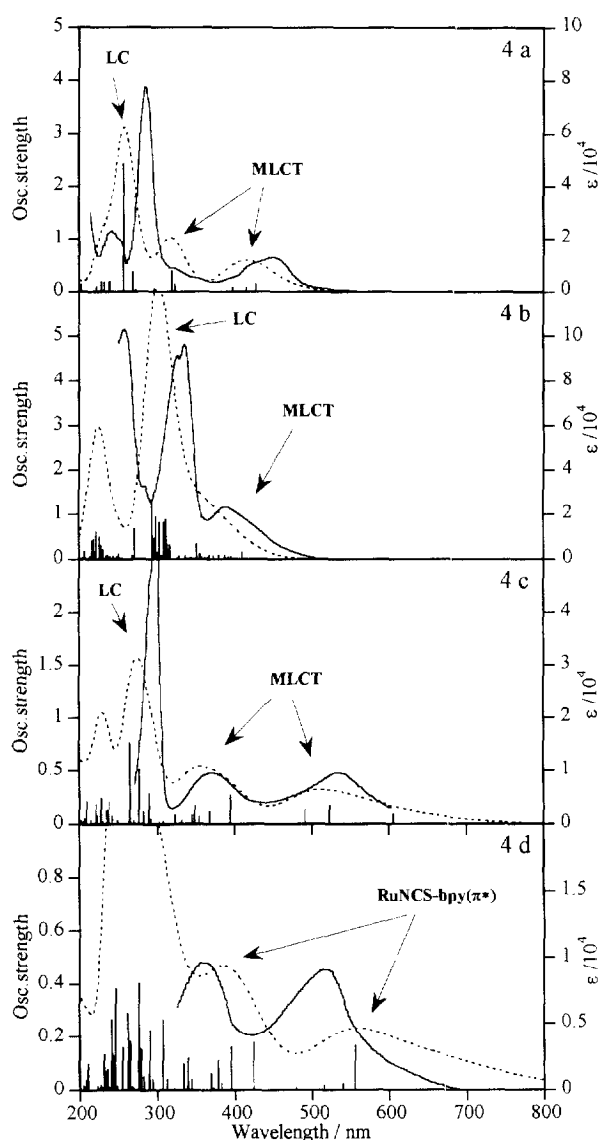 4 a
LC
MLCT
5
4
3
2
1
0
Osc.strength
10
8
6
4
2
0
ε /10⁴
4 b
LC
MLCT
5
4
3
2
1
0
Osc.strength
10
8
6
4
2
0
ε /10⁴
4 c
LC
MLCT
2
1.5
1
0.5
0
Osc.strength
4
3
2
1
0
ε /10⁴
4 d
RuNCS-bpy(π*)
0.8
0.6
0.4
0.2
0
Osc.strength
1.5
1
0.5
0
ε /10⁴
200 300 400 500 600 700 800
Wavelength / nm